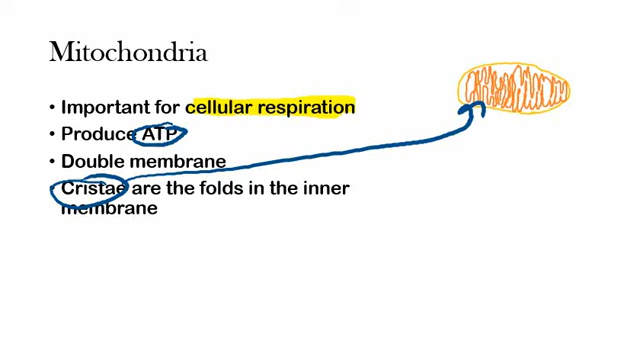 Mitochondria
• Important for cellular respiration
• Produce ATP
• Double membrane
• Cristae are the folds in the inner
membrane